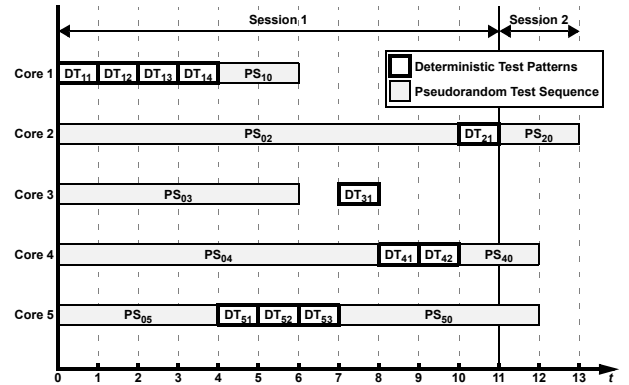 Session 1 Session 2
Deterministic Test Patterns
Pseudorandom Test Sequence
Core 1 DT11 DT12 DT13 DT14 PS10
Core 2 PS02 DT21 PS20
Core 3 PS03 DT31
Core 4 PS04 DT41 DT42 PS40
Core 5 PS05 DT51 DT52 DT53 PS50
0 1 2 3 4 5 6 7 8 9 10 11 12 13 t